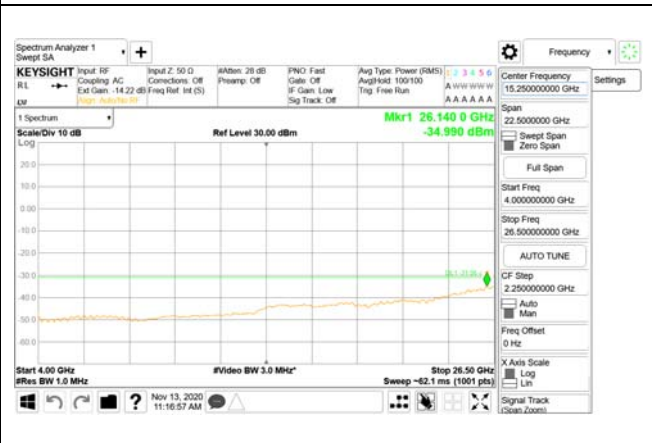 Spectrum Analyzer 1
Swept SA
+
Frequency
KEYSIGHT Input: RF Input Z: 50 Ω #Atten: 28 dB PNO: Fast Avg Type: Power (RMS) 1 2 3 4 5 6
RL Coupling: AC Corrections: Off Preamp: Off Gate: Off Avg|Hold: 100/100 A W W W W W
Ext Gain: -14.22 dB Freq Ref: Int (S) IF Gain: Low Trig: Free Run
Align: Auto/No RF Sig Track: Off A A A A A A
1 Spectrum
Mkr1 26.140 0 GHz
Scale/Div 10 dB Ref Level 30.00 dBm -34.990 dBm
Log
20.0
10.0
0.00
-10.0
-20.0
-30.0
-40.0
-50.0
-60.0
Start 4.00 GHz #Video BW 3.0 MHz* Stop 26.50 GHz
#Res BW 1.0 MHz Sweep ~62.1 ms (1001 pts)
? Nov 13, 2020
11:16:57 AM
Center Frequency
15.250000000 GHz
Settings
Span
22.5000000 GHz
Swept Span
Zero Span
Full Span
Start Freq
4.000000000 GHz
Stop Freq
26.500000000 GHz
AUTO TUNE
CF Step
2.250000000 GHz
Auto
Man
Freq Offset
0 Hz
X Axis Scale
Log
Lin
Signal Track
(Span Zoom)